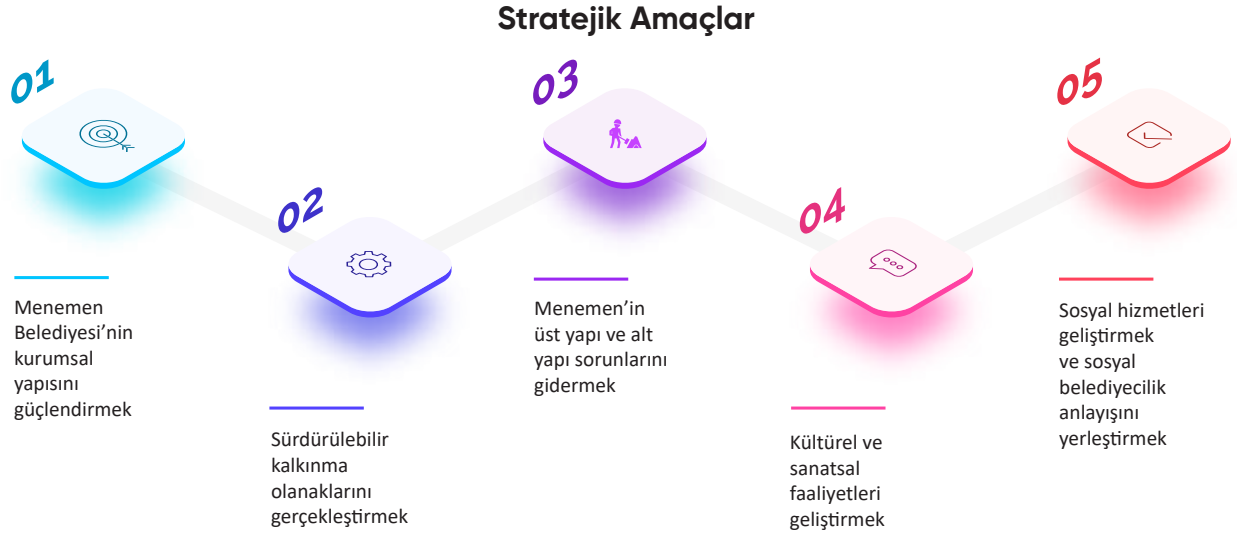 Stratejik Amaçlar
01
Menemen
Belediyesi’nin
kurumsal
yapısını
güçlendirmek
02
Sürdürülebilir
kalkınma
olanaklarını
gerçekleştirmek
03
Menemen’in
üst yapı ve alt
yapı sorunlarını
gidermek
04
Kültürel ve
sanatsal
faaliyetleri
geliştirmek
05
Sosyal hizmetleri
geliştirmek
ve sosyal
belediyecilik
anlayışını
yerleştirmek